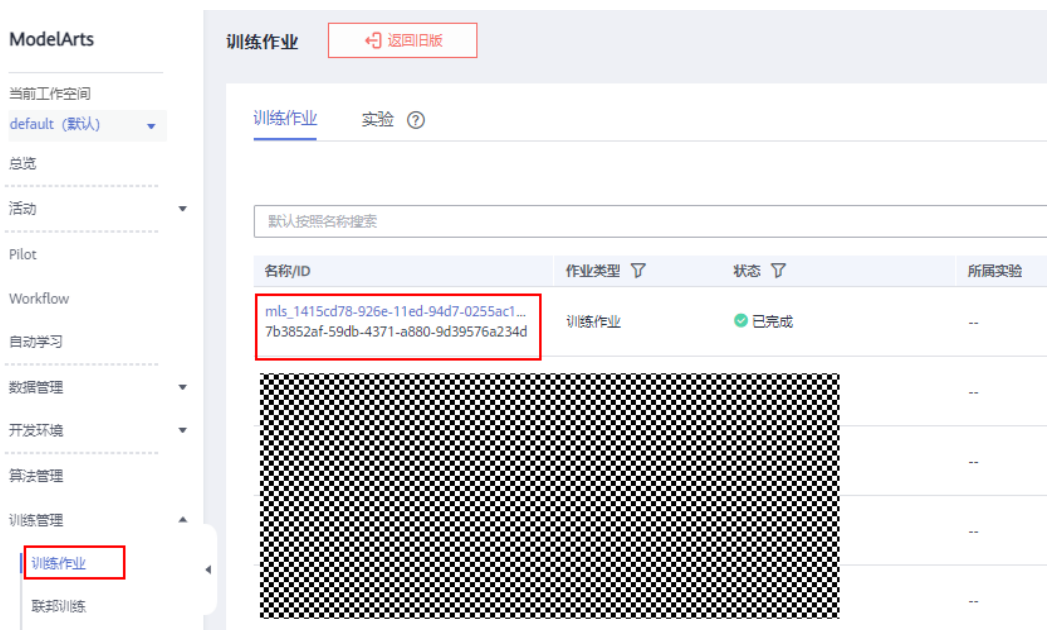 ModelArts
当前工作空间
default（默认）
总览
活动
Pilot
Workflow
自动学习
数据管理
开发环境
算法管理
训练管理
训练作业
联邦训练
训练作业 返回旧版
训练作业 实验 ?
默认按照名称搜索
名称/ID 作业类型 状态 所属实验
mls_1415cd78-926e-11ed-94d7-0255ac1...
7b3852af-59db-4371-a880-9d39576a234d
训练作业 已完成 --
--
--
--
--